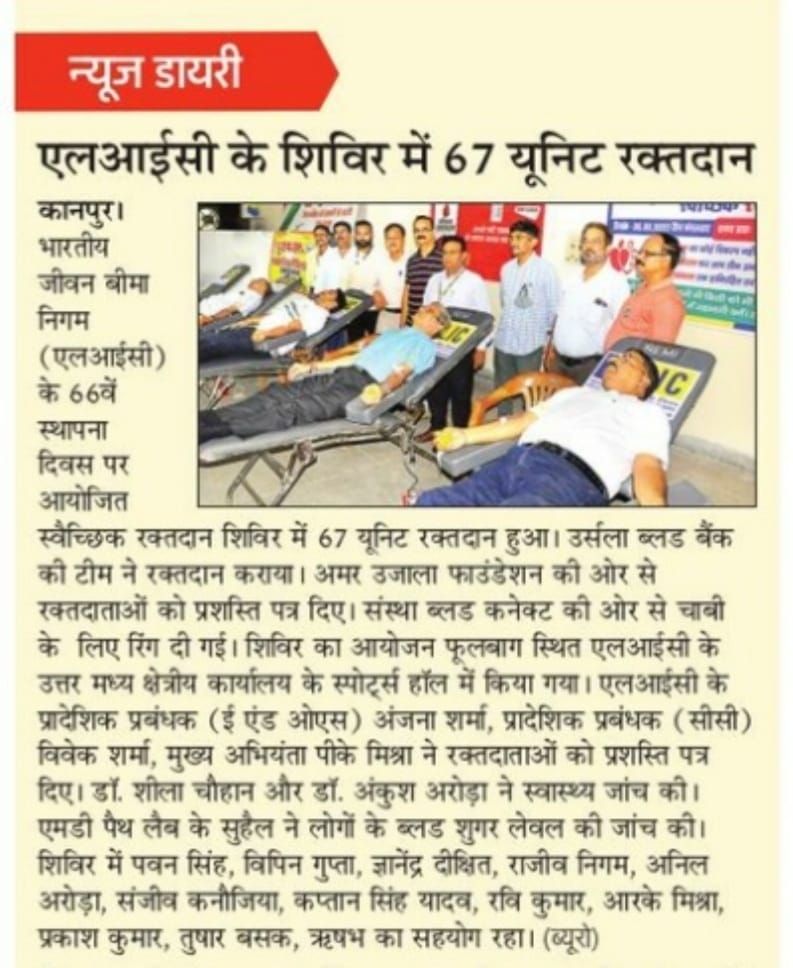 न्यूज डायरी
एलआईसी के शिविर में 67 यूनिट रक्तदान
कानपुर।
भारतीय
जीवन बीमा
निगम
(एलआईसी)
के 66वें
स्थापना
दिवस पर
आयोजित
स्वैच्छिक रक्तदान शिविर में 67 यूनिट रक्तदान हुआ। उर्सला ब्लड बैंक
की टीम ने रक्तदान कराया। अमर उजाला फाउंडेशन की ओर से
रक्तदाताओं को प्रशस्ति पत्र दिए। संस्था ब्लड कनेक्ट की ओर से चाबी
के लिए रिंग दी गई। शिविर का आयोजन फूलबाग स्थित एलआईसी के
उत्तर मध्य क्षेत्रीय कार्यालय के स्पोर्ट्स हॉल में किया गया। एलआईसी के
प्रादेशिक प्रबंधक (ई एंड ओएस) अंजना शर्मा, प्रादेशिक प्रबंधक (सीसी)
विवेक शर्मा, मुख्य अभियंता पीके मिश्रा ने रक्तदाताओं को प्रशस्ति पत्र
दिए। डॉ. शीला चौहान और डॉ. अंकुश अरोड़ा ने स्वास्थ्य जांच की।
एमडी पैथ लैब के सुहैल ने लोगों के ब्लड शुगर लेवल की जांच की।
शिविर में पवन सिंह, विपिन गुप्ता, ज्ञानेंद्र दीक्षित, राजीव निगम, अनिल
अरोड़ा, संजीव कनौजिया, कप्तान सिंह यादव, रवि कुमार, आरके मिश्रा,
प्रकाश कुमार, तुषार बसक, ऋषभ का सहयोग रहा। (ब्यूरो)